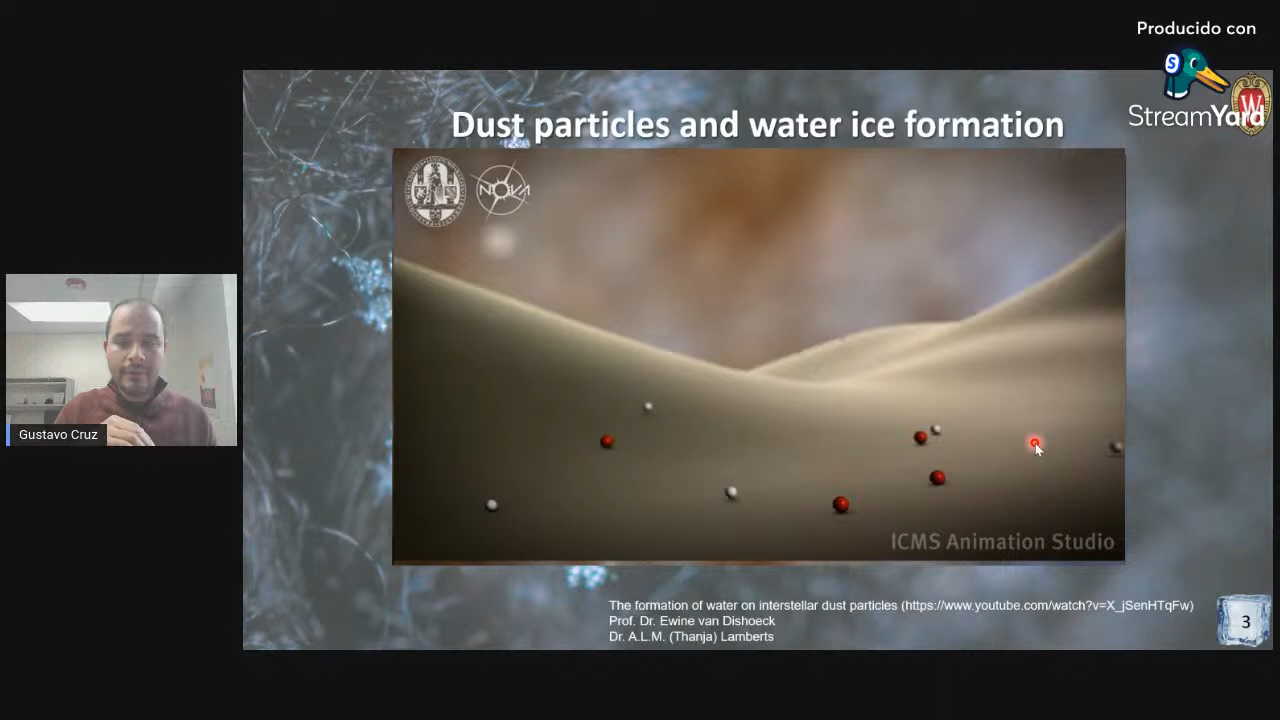 Producido con
S
StreamYard
W
Dust particles and water ice formation
NOVA
Gustavo Cruz
ICMS Animation Studio
The formation of water on interstellar dust particles (https://www.youtube.com/watch?v=X_jSenHTqFw)
Prof. Dr. Ewine van Dishoeck
Dr. A.L.M. (Thanja) Lamberts
3